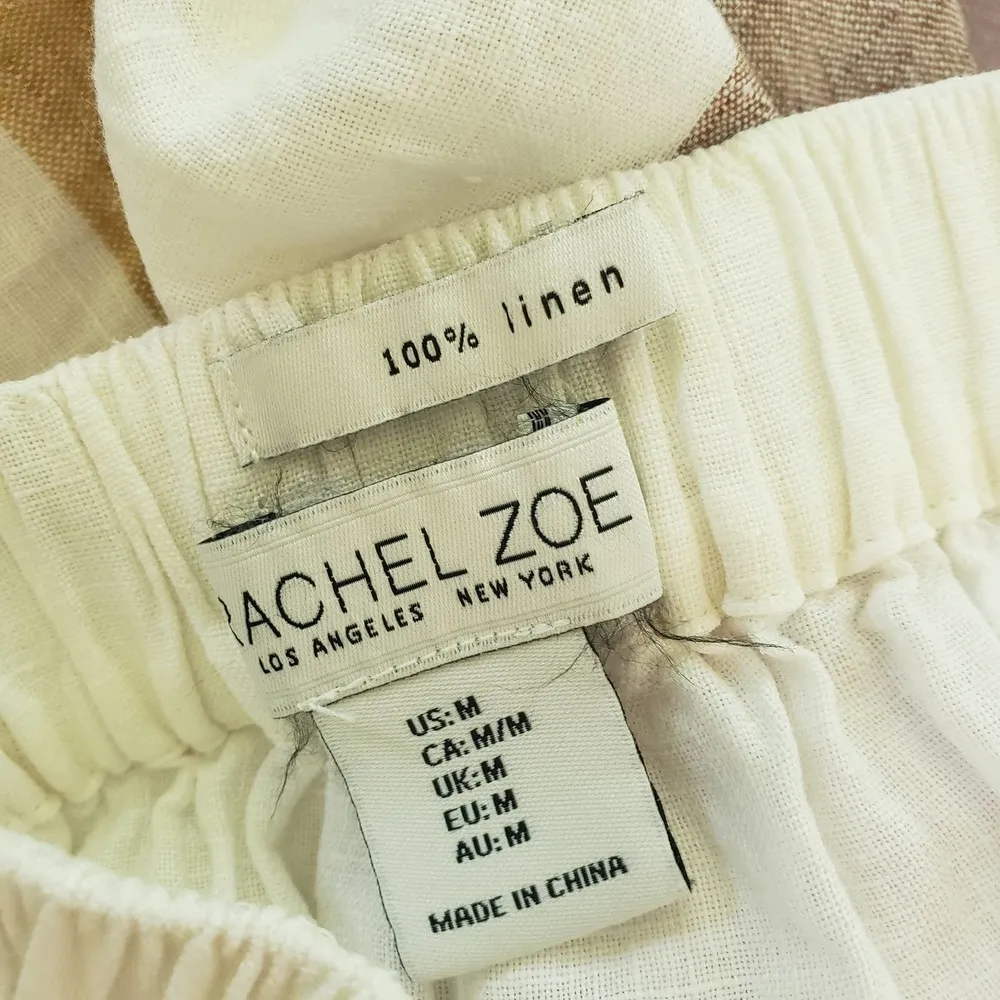 100% linen
RACHEL ZOE
LOS ANGELES NEW YORK
US: M
CA: M/M
UK: M
EU: M
AU: M
MADE IN CHINA